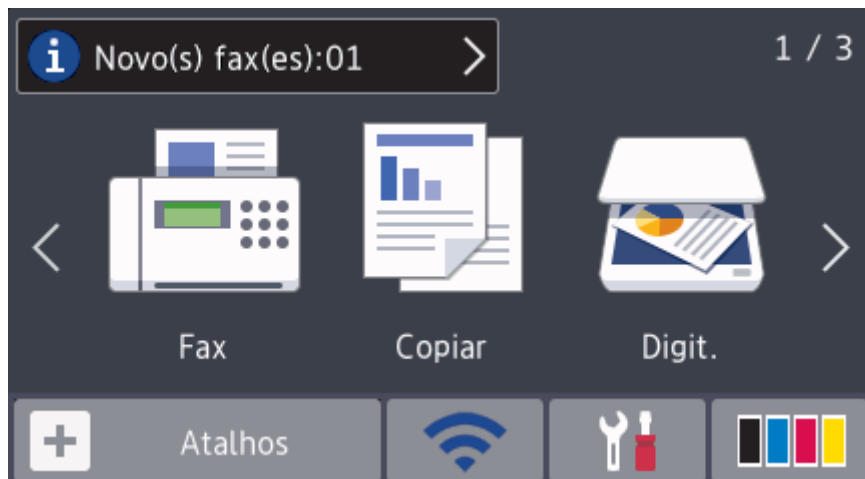 Novo(s) fax(es):01
1 / 3
Fax
Copiar
Digit.
Atalhos